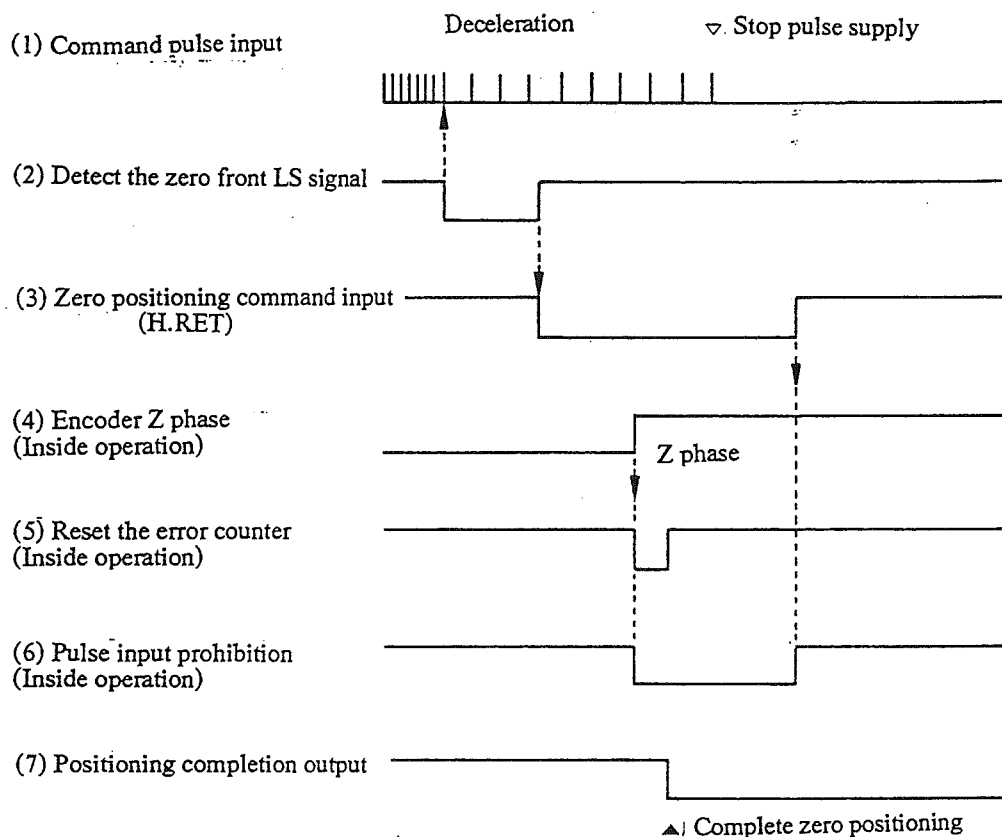 Deceleration
▽ Stop pulse supply
(1) Command pulse input
(2) Detect the zero front LS signal
(3) Zero positioning command input
(H.RET)
(4) Encoder Z phase
(Inside operation)
Z phase
(5) Reset the error counter
(Inside operation)
(6) Pulse input prohibition
(Inside operation)
(7) Positioning completion output
▲ Complete zero positioning